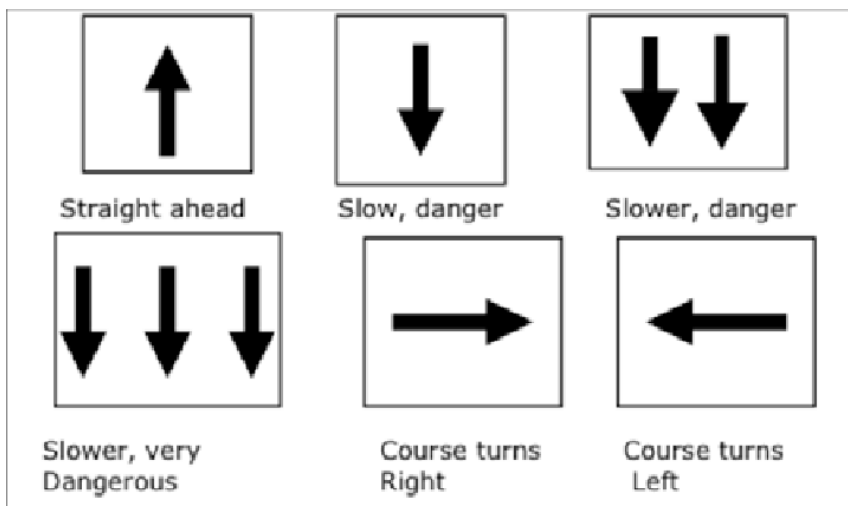 Straight ahead
Slow, danger
Slower, danger
Slower, very
Dangerous
Course turns
Right
Course turns
Left